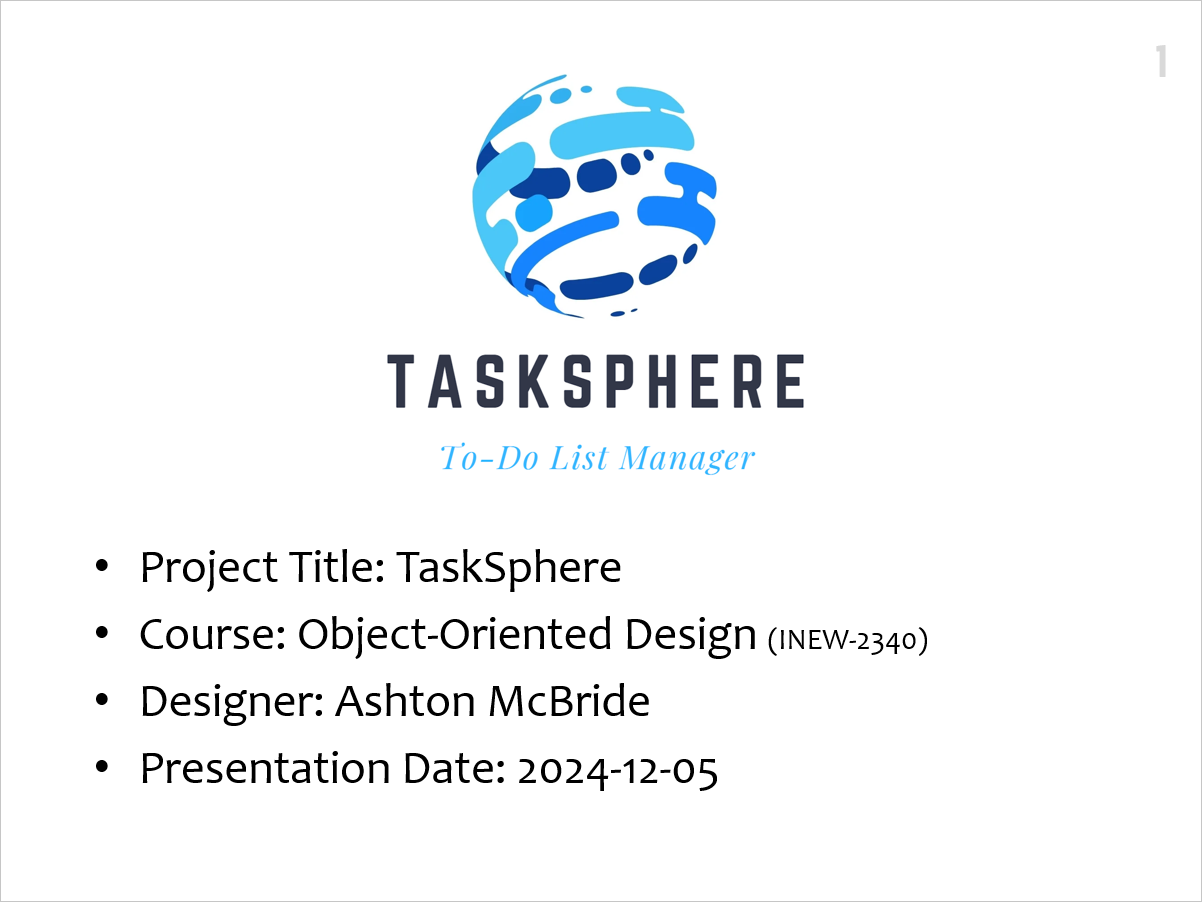 1
TASKSPHERE
To-Do List Manager
• Project Title: TaskSphere
• Course: Object-Oriented Design (INEW-2340)
• Designer: Ashton McBride
• Presentation Date: 2024-12-05